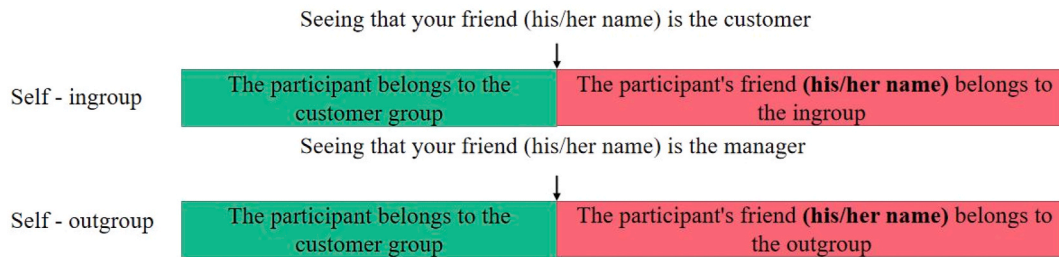 Seeing that your friend (his/her name) is the customer
Self - ingroup
The participant belongs to the
customer group
The participant's friend (his/her name) belongs to
the ingroup
Seeing that your friend (his/her name) is the manager
Self - outgroup
The participant belongs to the
customer group
The participant's friend (his/her name) belongs to
the outgroup